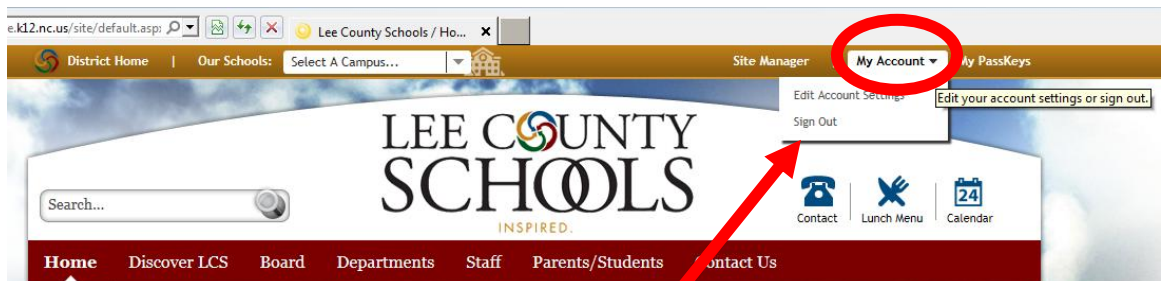 e.k12.nc.us/site/default.asp: Lee County Schools / Ho... x
District Home | Our Schools: Select A Campus... Site Manager My Account My PassKeys
Edit Account Settings Edit your account settings or sign out.
Sign Out
LEE COUNTY
SCHOOLS
INSPIRED.
Search...
24
Contact Lunch Menu Calendar
Home Discover LCS Board Departments Staff Parents/Students Contact Us